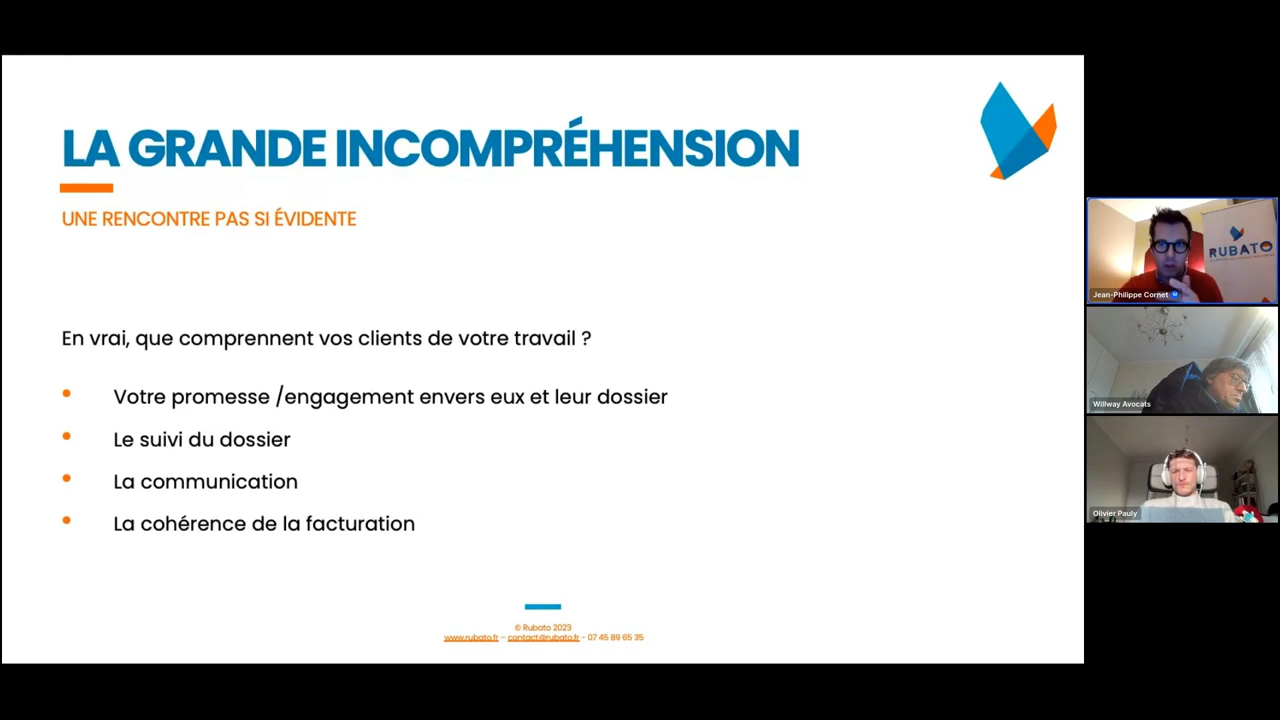 LA GRANDE INCOMPRÉHENSION
UNE RENCONTRE PAS SI ÉVIDENTE
En vrai, que comprennent vos clients de votre travail ?
• Votre promesse /engagement envers eux et leur dossier
• Le suivi du dossier
• La communication
• La cohérence de la facturation
© Rubato 2023
www.rubato.fr – contact@rubato.fr - 07 45 89 65 35
RUBATO
Jean-Philippe Cornet
Willway Avocats
Olivier Pauly